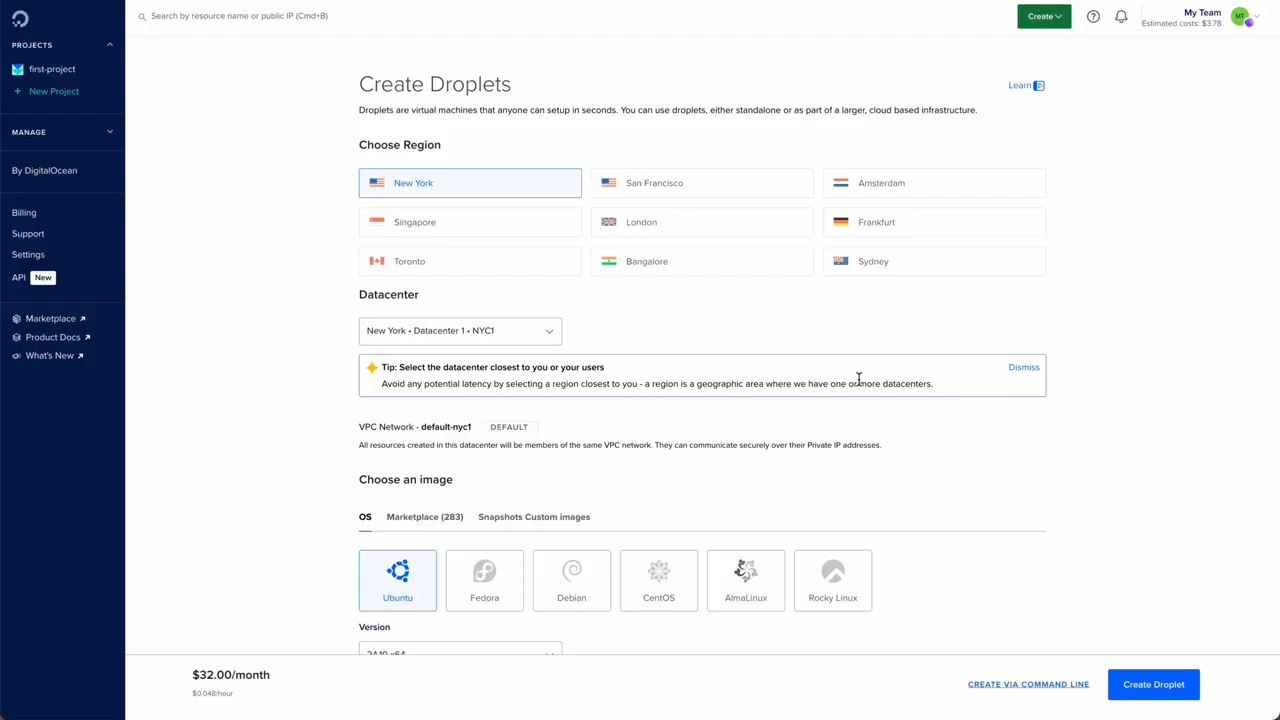 Search by resource name or public IP (Cmd+B)
Create
My Team
Estimated costs: $3.78
MT
PROJECTS
first-project
+ New Project
MANAGE
By DigitalOcean
Billing
Support
Settings
API New
Marketplace
Product Docs
What's New
Create Droplets
Learn
Droplets are virtual machines that anyone can setup in seconds. You can use droplets, either standalone or as part of a larger, cloud based infrastructure.
Choose Region
New York
San Francisco
Amsterdam
Singapore
London
Frankfurt
Toronto
Bangalore
Sydney
Datacenter
New York • Datacenter 1 • NYC1
Tip: Select the datacenter closest to you or your users
Dismiss
Avoid any potential latency by selecting a region closest to you - a region is a geographic area where we have one or more datacenters.
VPC Network - default-nyc1 DEFAULT
All resources created in this datacenter will be members of the same VPC network. They can communicate securely over their Private IP addresses.
Choose an image
OS
Marketplace (283)
Snapshots Custom images
Ubuntu
Fedora
Debian
CentOS
AlmaLinux
Rocky Linux
Version
24.10 x64
$32.00/month
$0.048/hour
CREATE VIA COMMAND LINE
Create Droplet